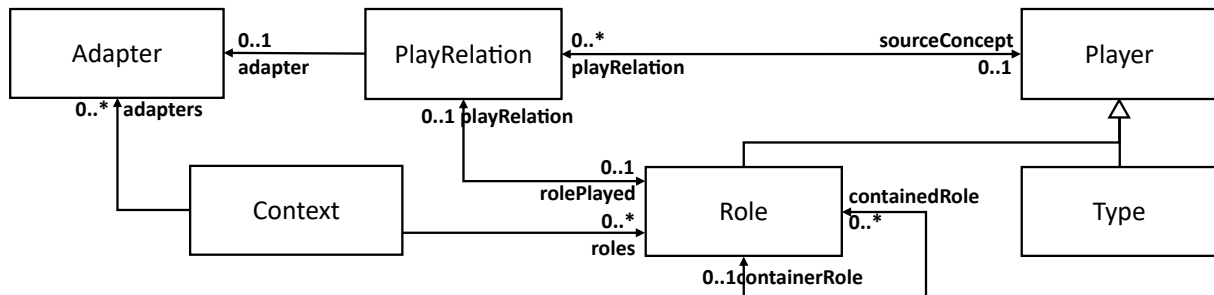 Adapter
0..1
adapter
PlayRelation
0..*
playRelation
sourceConcept
0..1
Player
0..* adapters
0..1 playRelation
Context
0..1
rolePlayed
0..*
roles
Role
containedRole
0..*
Type
0..1containerRole